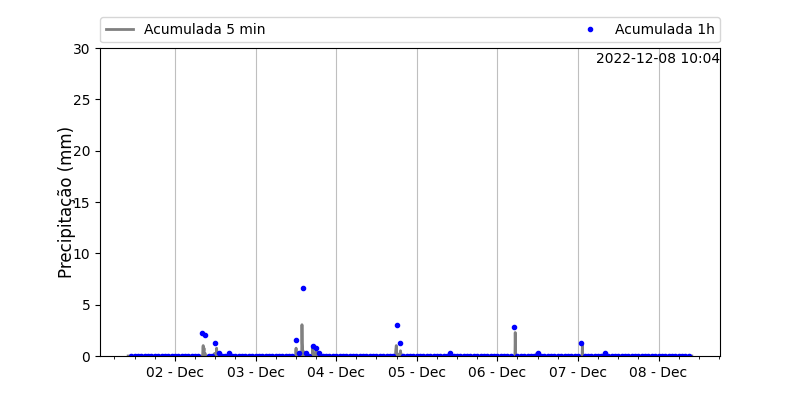 Acumulada 5 min
Acumulada 1h
2022-12-08 10:04
Precipitação (mm)
30
25
20
15
10
5
0
02 - Dec
03 - Dec
04 - Dec
05 - Dec
06 - Dec
07 - Dec
08 - Dec